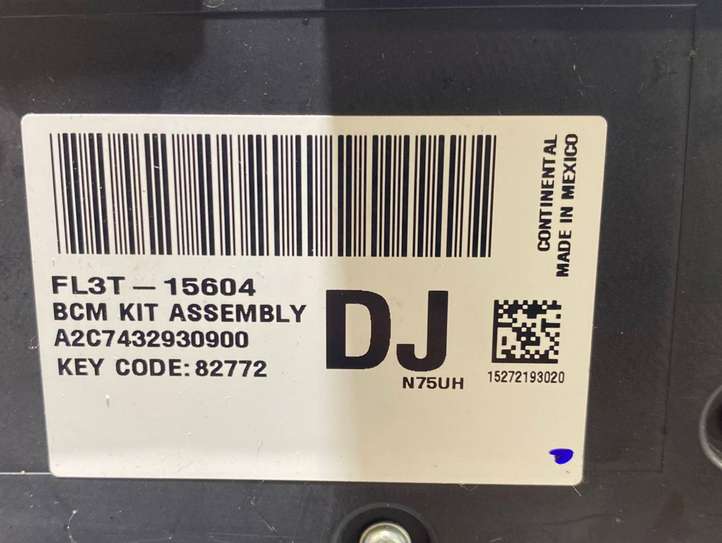 FL3T – 15604
BCM KIT ASSEMBLY
A2C7432930900
KEY CODE: 82772
DJ
N75UH
15272193020
CONTINENTAL
MADE IN MEXICO